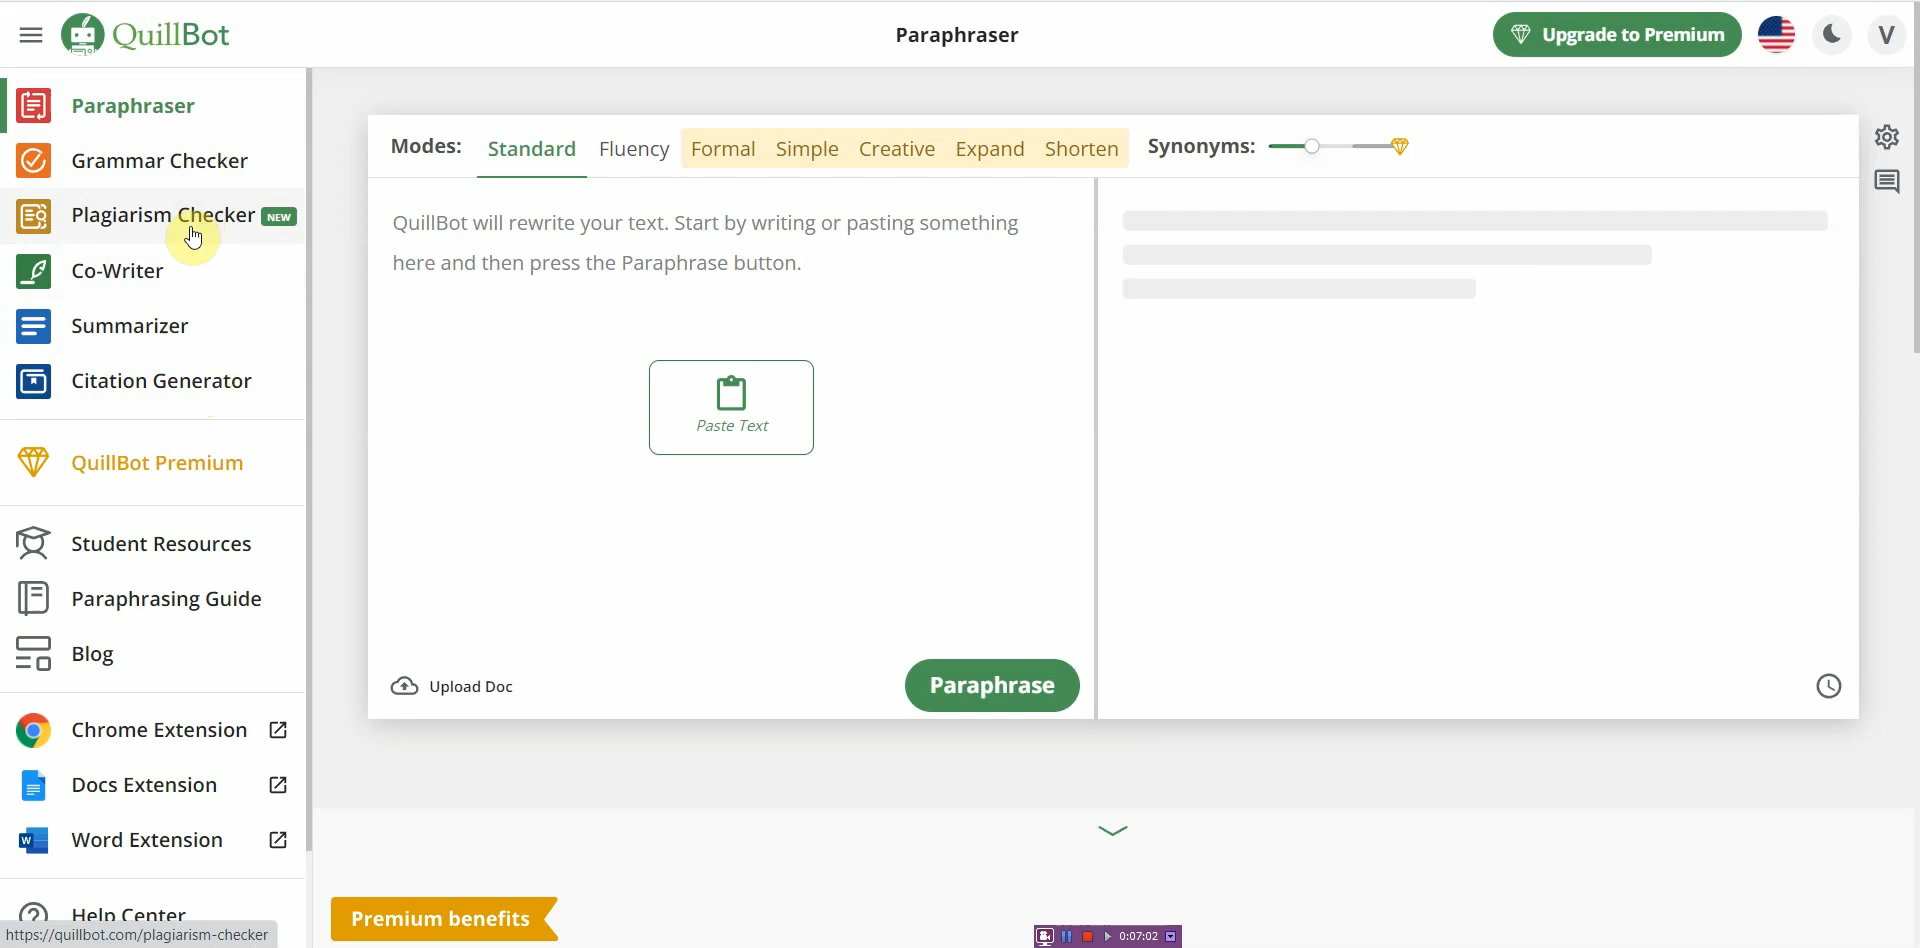 QuillBot
Paraphraser
Upgrade to Premium
V
Paraphraser
Grammar Checker
Plagiarism Checker NEW
Co-Writer
Summarizer
Citation Generator
QuillBot Premium
Student Resources
Paraphrasing Guide
Blog
Chrome Extension
Docs Extension
W Word Extension
Help Center
https://quillbot.com/plagiarism-checker
Modes: Standard Fluency Formal Simple Creative Expand Shorten Synonyms:
QuillBot will rewrite your text. Start by writing or pasting something
here and then press the Paraphrase button.
Paste Text
Upload Doc
Paraphrase
Premium benefits
0:07:02